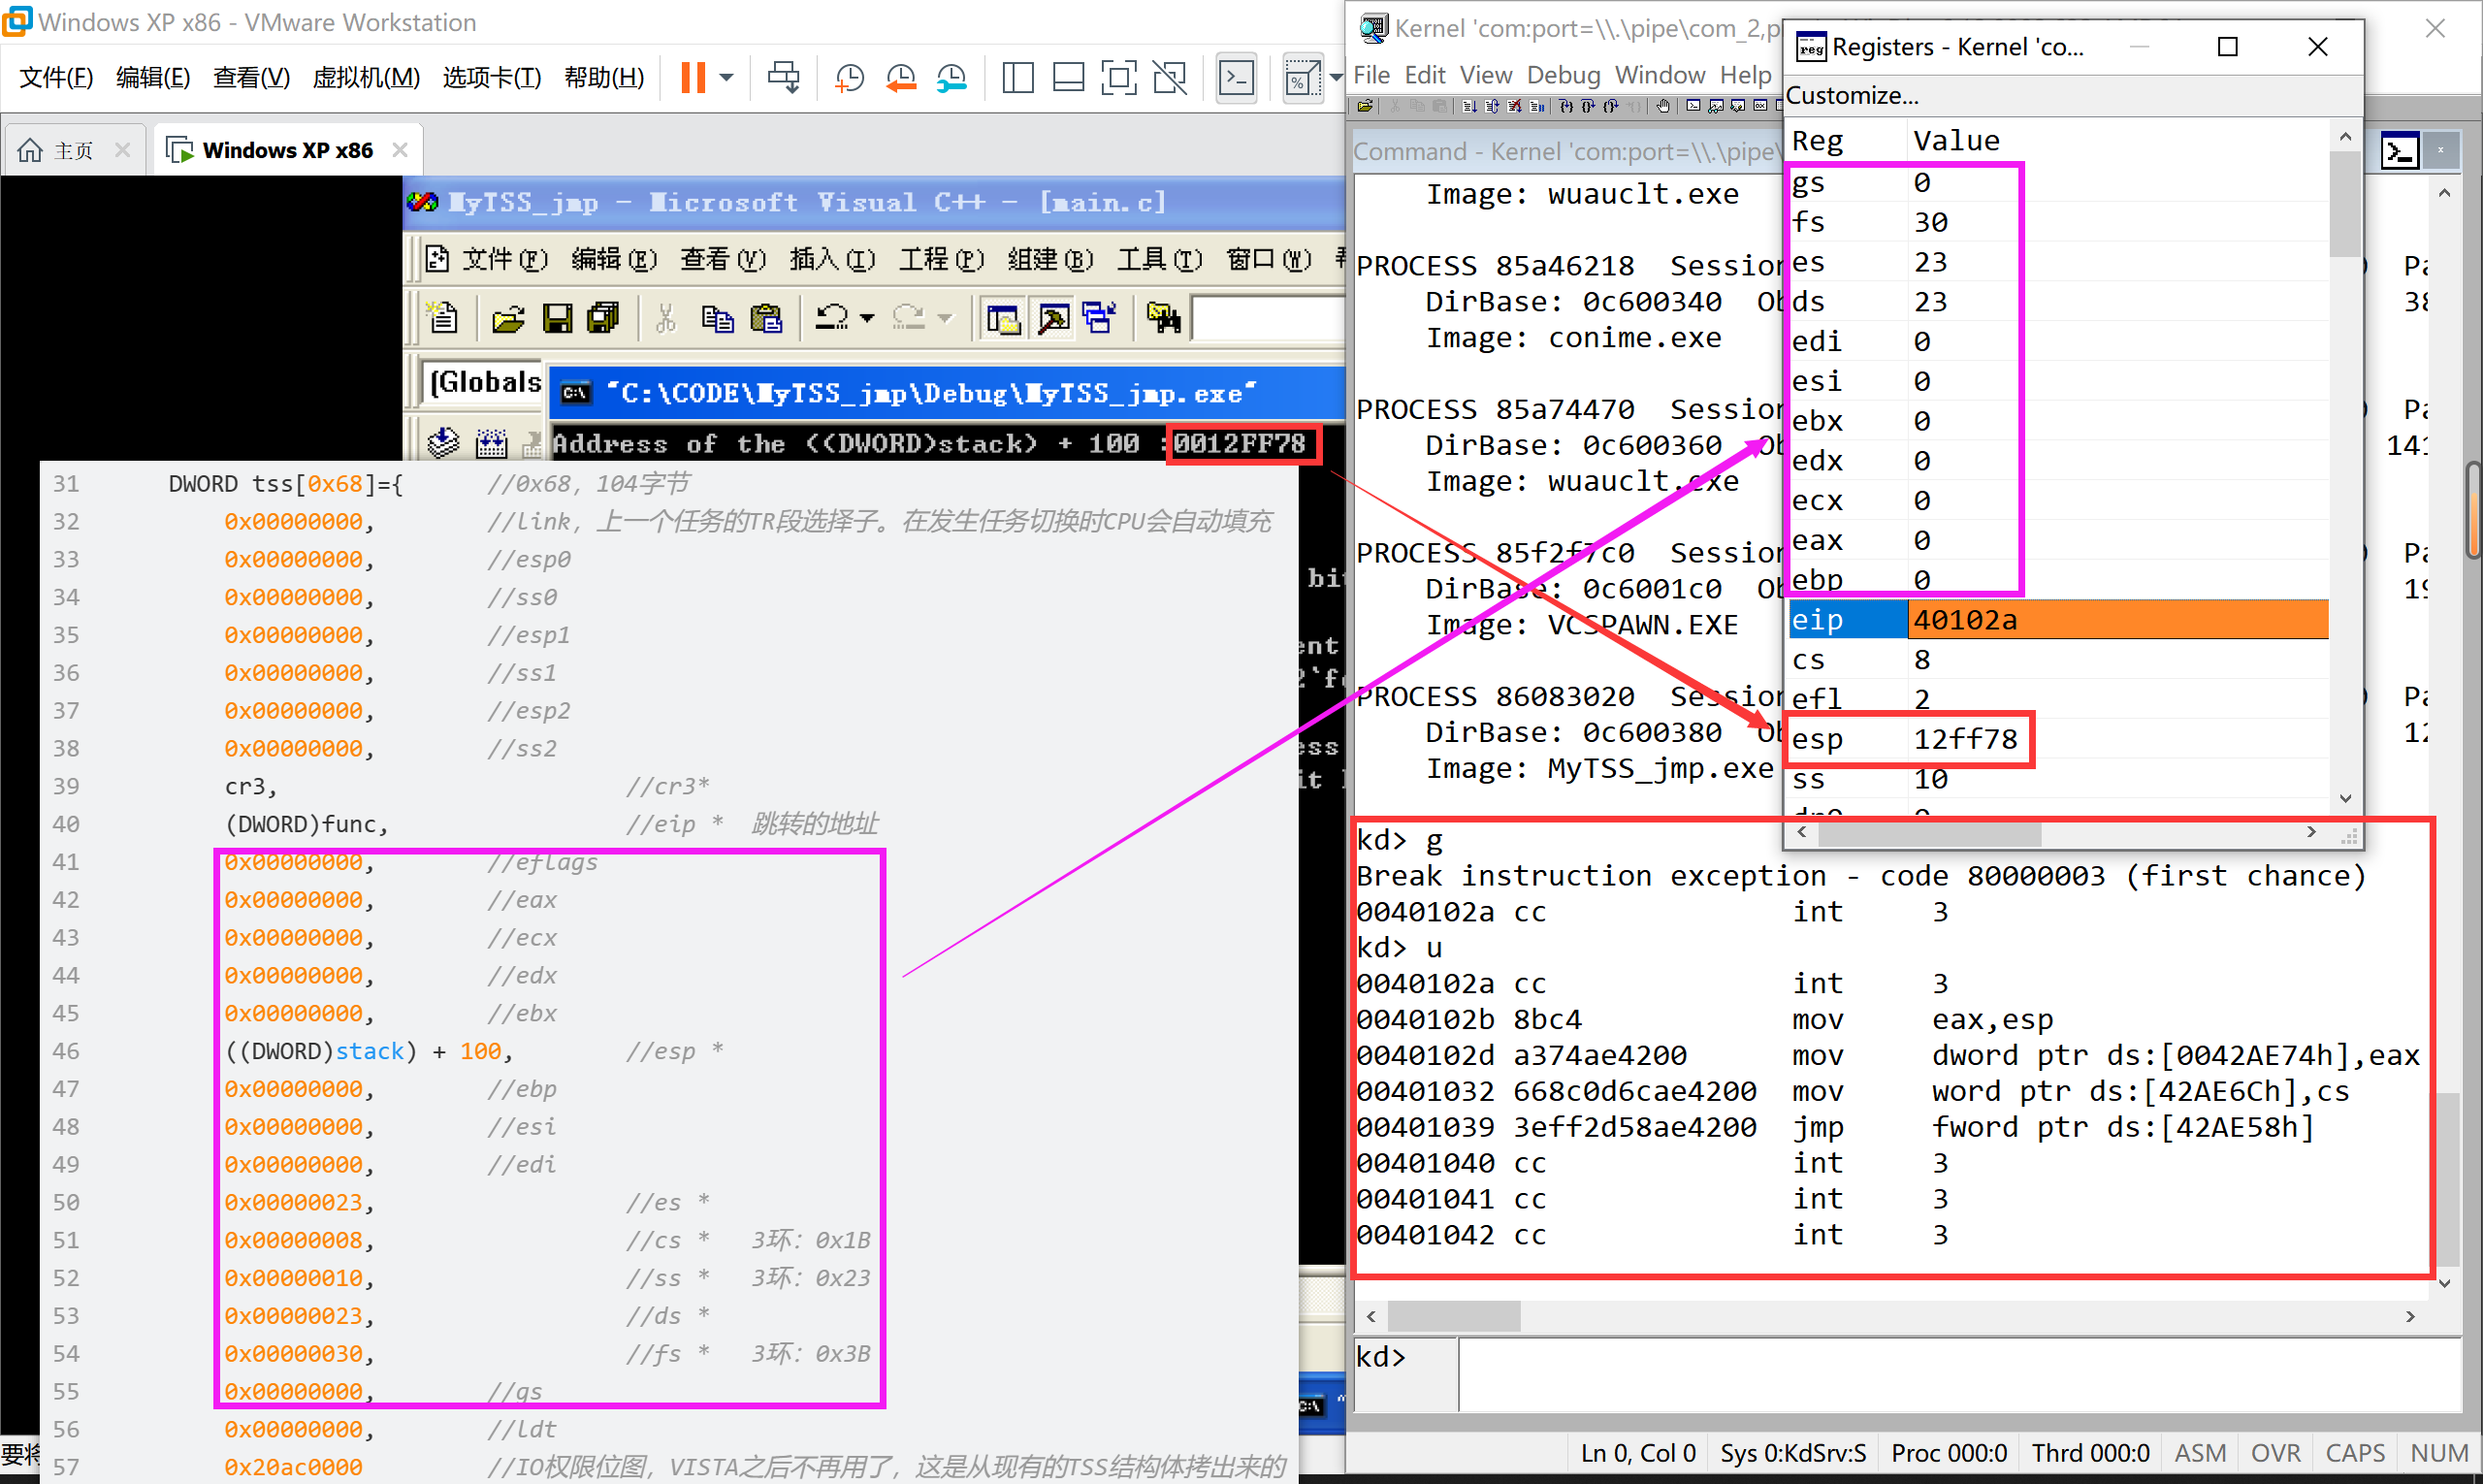 Windows XP x86 - VMware Workstation
文件(F) 编辑(E) 查看(V) 虚拟机(M) 选项卡(T) 帮助(H)
主页
Windows XP x86
MyTSS_jmp - Microsoft Visual C++ - [main.c]
文件(F) 编辑(E) 查看(V) 插入(I) 工程(P) 组建(B) 工具(T) 窗口(W)
(Globals
"C:\CODE\MyTSS_jmp\Debug\MyTSS_jmp.exe"
Address of the ((DWORD)stack) + 100 :0012FF78
31 DWORD tss[0x68]={ //0x68, 104字节
32 0x00000000, //link, 上一个任务的TR段选择子。在发生任务切换时CPU会自动填充
33 0x00000000, //esp0
34 0x00000000, //ss0
35 0x00000000, //esp1
36 0x00000000, //ss1
37 0x00000000, //esp2
38 0x00000000, //ss2
39 cr3, //cr3*
40 (DWORD)func, //eip * 跳转的地址
41 0x00000000, //eflags
42 0x00000000, //eax
43 0x00000000, //ecx
44 0x00000000, //edx
45 0x00000000, //ebx
46 ((DWORD)stack) + 100, //esp *
47 0x00000000, //ebp
48 0x00000000, //esi
49 0x00000000, //edi
50 0x00000023, //es *
51 0x00000008, //cs * 3环: 0x1B
52 0x00000010, //ss * 3环: 0x23
53 0x00000023, //ds *
54 0x00000030, //fs * 3环: 0x3B
55 0x00000000, //gs
56 0x00000000, //ldt
57 0x20ac0000 //IO权限位图, VISTA之后不再用了, 这是从现有的TSS结构体拷出来的
要将
Kernel 'com:port=\\.\pipe\com_2,p
File Edit View Debug Window Help
Command - Kernel 'com:port=\\.\pipe\
Image: wuauclt.exe
PROCESS 85a46218 Session
DirBase: 0c600340
Image: conime.exe
PROCESS 85a74470 Session
DirBase: 0c600360
Image: wuauclt.exe
PROCESS 85f2f7c0
DirBase: 0c6001c0
Image: VCSPAWN.EXE
PROCESS 86083020 Session
DirBase: 0c600380
Image: MyTSS_jmp.exe
kd> g
Break instruction exception - code 80000003 (first chance)
0040102a cc int 3
kd> u
0040102a cc int 3
0040102b 8bc4 mov eax,esp
0040102d a374ae4200 mov dword ptr ds:[0042AE74h],eax
00401032 668c0d6cae4200 mov word ptr ds:[42AE6Ch],cs
00401039 3eff2d58ae4200 jmp fword ptr ds:[42AE58h]
00401040 cc int 3
00401041 cc int 3
00401042 cc int 3
kd>
Ln 0, Col 0 Sys 0:KdSrv:S Proc 000:0 Thrd 000:0 ASM OVR CAPS NUM
Registers - Kernel 'co...
Customize...
Reg Value
gs 0
fs 30
es 23
ds 23
edi 0
esi 0
ebx 0
edx 0
ecx 0
eax 0
ebp 0
eip 40102a
cs 8
efl 2
esp 12ff78
ss 10